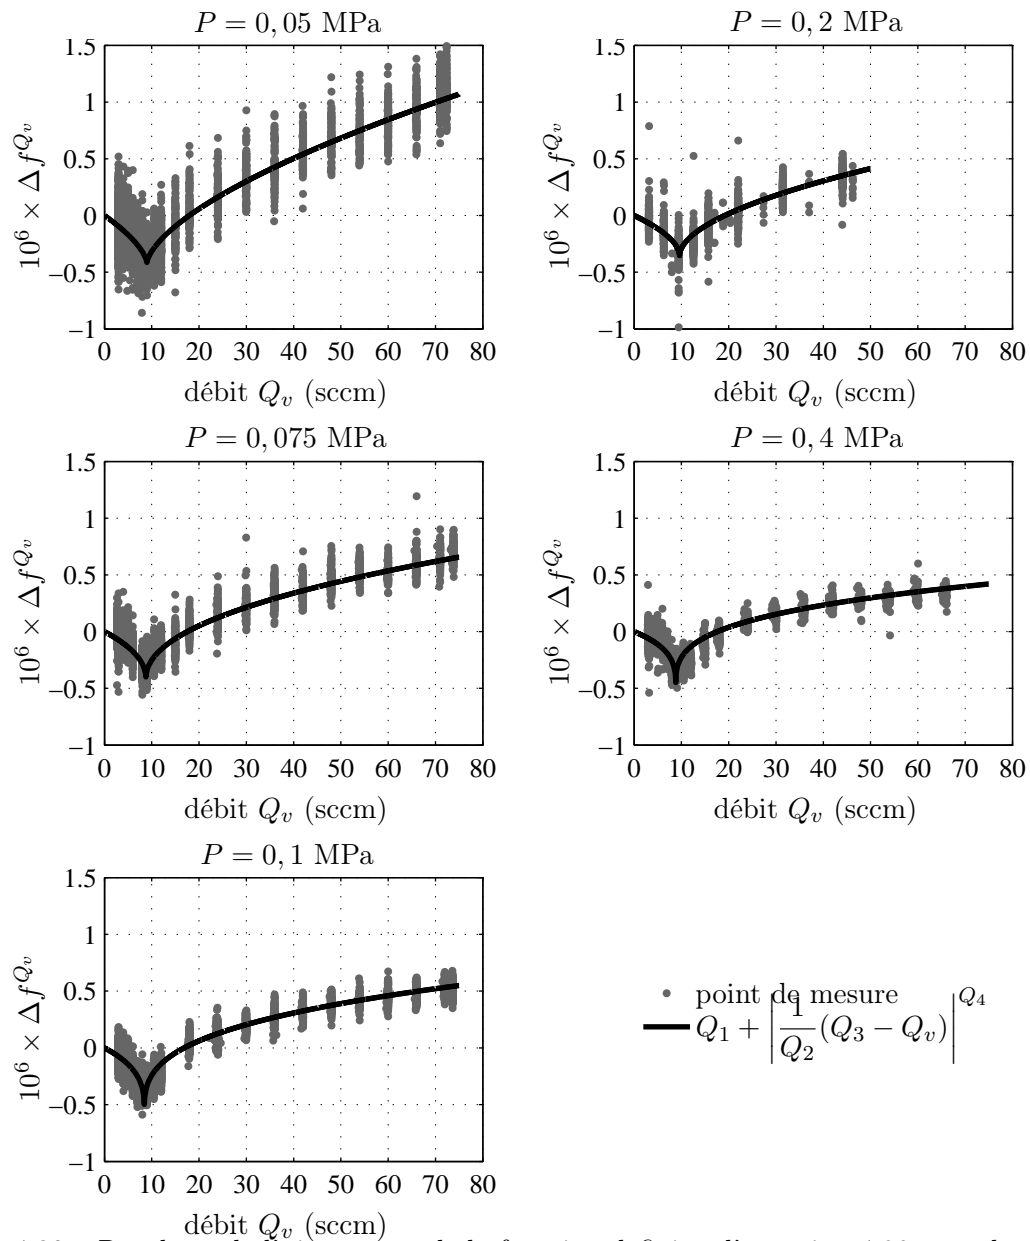 P = 0, 05 MPa
1.5
1
0.5
0
−0.5
−1
0 10 20 30 40 50 60 70 80
10⁶ × Δf^{Q_v}
débit Q_v (sccm)
P = 0, 2 MPa
1.5
1
0.5
0
−0.5
−1
0 10 20 30 40 50 60 70 80
10⁶ × Δf^{Q_v}
débit Q_v (sccm)
P = 0, 075 MPa
1.5
1
0.5
0
−0.5
−1
0 10 20 30 40 50 60 70 80
10⁶ × Δf^{Q_v}
débit Q_v (sccm)
P = 0, 4 MPa
1.5
1
0.5
0
−0.5
−1
0 10 20 30 40 50 60 70 80
10⁶ × Δf^{Q_v}
débit Q_v (sccm)
P = 0, 1 MPa
1.5
1
0.5
0
−0.5
−1
0 10 20 30 40 50 60 70 80
10⁶ × Δf^{Q_v}
débit Q_v (sccm)
point de mesure
Q_1 + |1/Q_2 (Q_3 − Q_v)|^{Q_4}